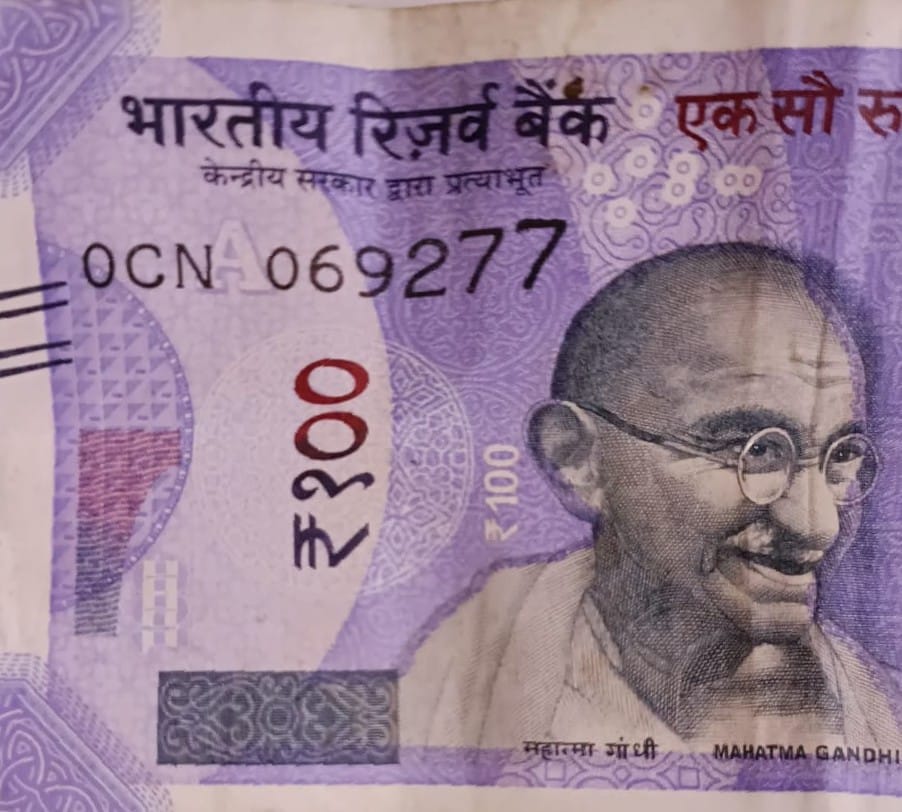 भारतीय रिज़र्व बैंक एक सौ रु
केन्द्रीय सरकार द्वारा प्रत्याभूत
0CN A 069277
₹१००
₹100
महात्मा गांधी MAHATMA GANDHI